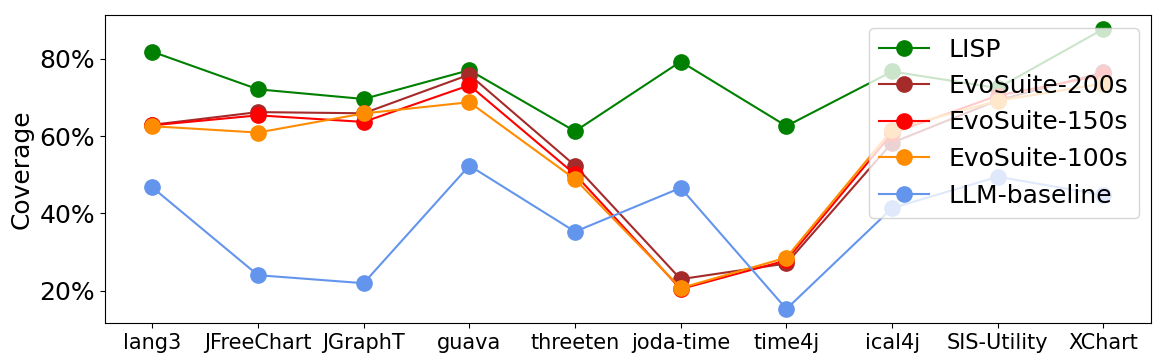 Coverage
80%
60%
40%
20%
LISP
EvoSuite-200s
EvoSuite-150s
EvoSuite-100s
LLM-baseline
lang3 JFreeChart JGraphT guava threeten joda-time time4j ical4j SIS-Utility XChart